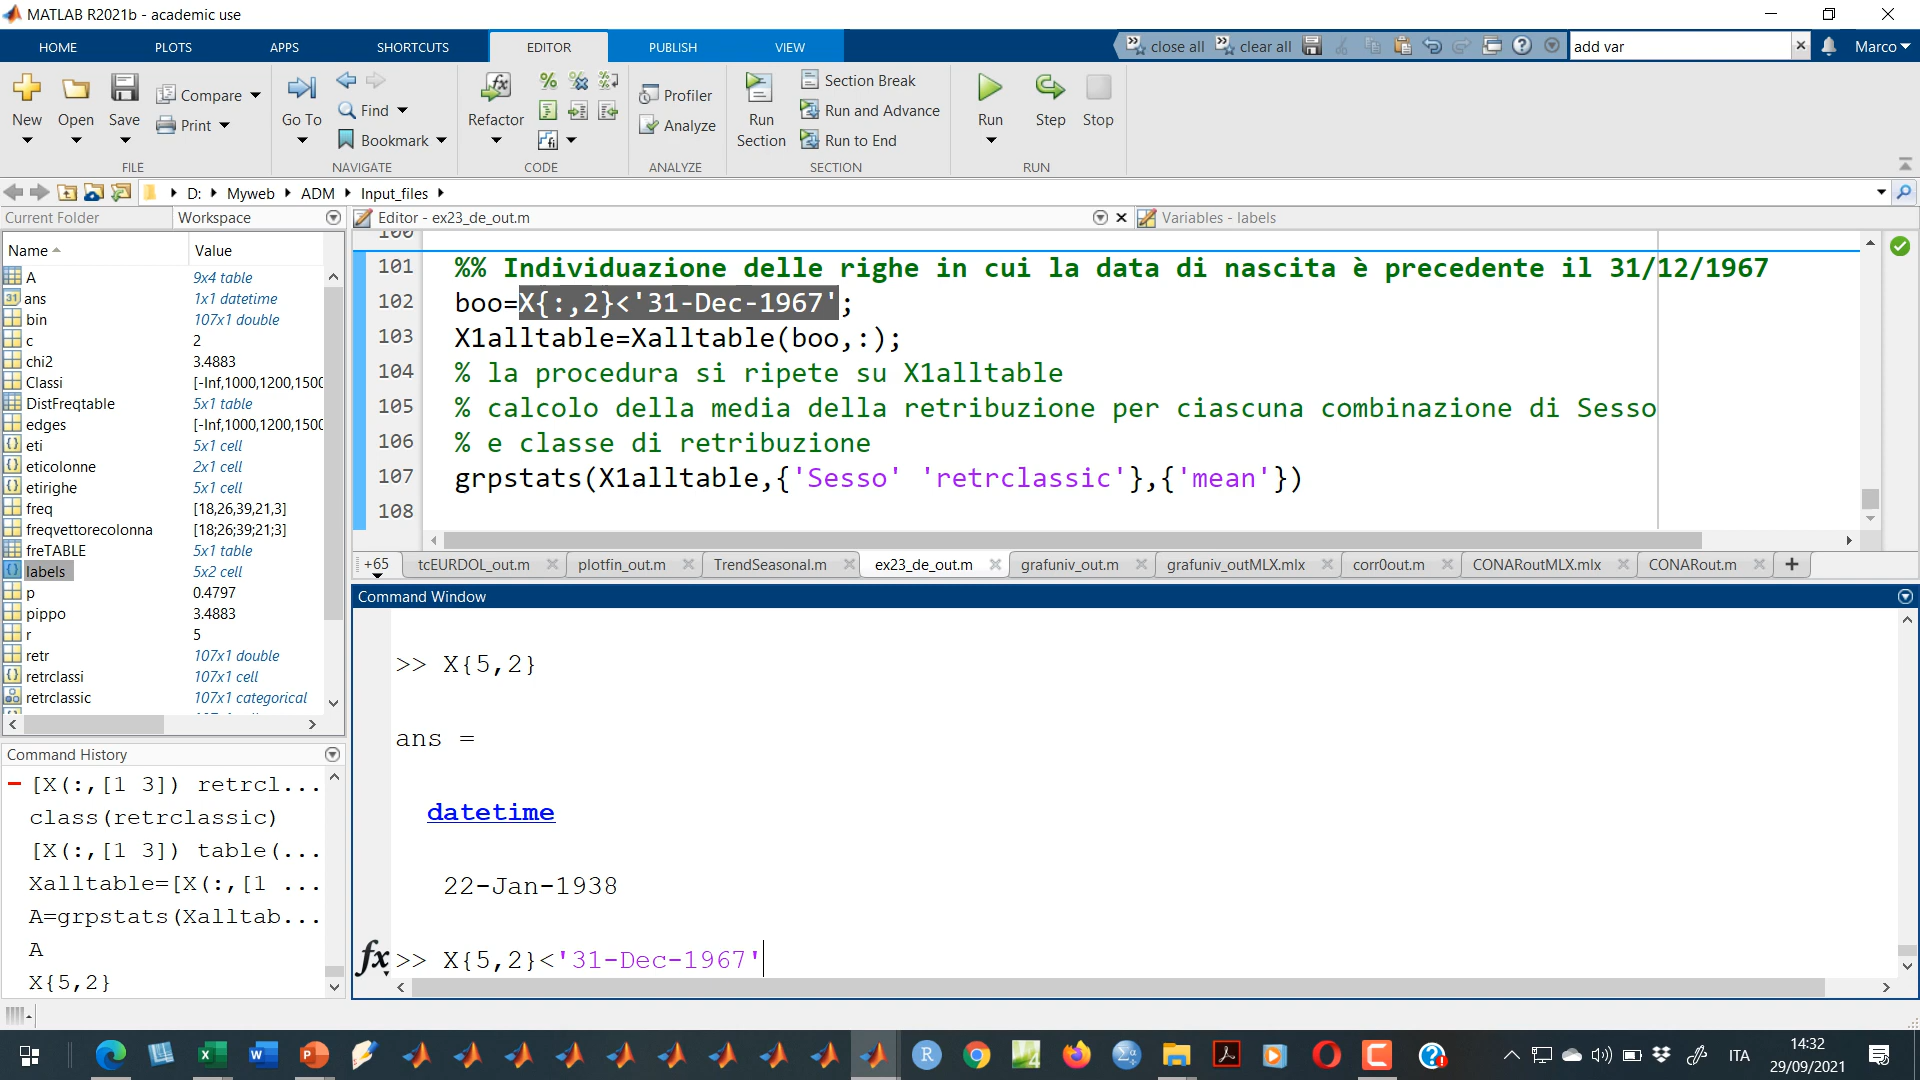 MATLAB R2021b - academic use
HOME PLOTS APPS SHORTCUTS EDITOR PUBLISH VIEW close all clear all add var Marco
New Open Save Compare Print Go To Find Bookmark Refactor Profiler Analyze Run Section Section Break Run and Advance Run to End Run Step Stop
FILE NAVIGATE CODE ANALYZE SECTION RUN
D: Myweb ADM Input_files
Current Folder Workspace Editor - ex23_de_out.m Variables - labels
Name Value
A 9x4 table
ans 1x1 datetime
bin 107x1 double
c 2
chi2 3.4883
Classi [-Inf,1000,1200,1500
DistFreqtable 5x1 table
edges [-Inf,1000,1200,1500
eti 5x1 cell
eticolonne 2x1 cell
etirighe 5x1 cell
freq [18,26,39,21,3]
freqvettorecolonna [18;26;39;21;3]
freTABLE 5x1 table
labels 5x2 cell
p 0.4797
pippo 3.4883
r 5
retr 107x1 double
retrclassi 107x1 cell
retrclassic 107x1 categorical
100
101 %% Individuazione delle righe in cui la data di nascita è precedente il 31/12/1967
102 boo=X{:,2}<'31-Dec-1967';
103 X1alltable=Xalltable(boo,:);
104 % la procedura si ripete su X1alltable
105 % calcolo della media della retribuzione per ciascuna combinazione di Sesso
106 % e classe di retribuzione
107 grpstats(X1alltable,{'Sesso' 'retrclassic'},{'mean'})
108
+65 tcEURDOL_out.m plotfin_out.m TrendSeasonal.m ex23_de_out.m grafuniv_out.m grafuniv_outMLX.mlx corr0out.m CONARoutMLX.mlx CONARout.m
Command Window
>> X{5,2}
ans =
datetime
22-Jan-1938
fx >> X{5,2}<'31-Dec-1967'
Command History
[X(:,[1 3]) retrcl...
class(retrclassic)
[X(:,[1 3]) table(...
Xalltable=[X(:,[1 ...
A=grpstats(Xalltab...
A
X{5,2}
ITA
14:32
29/09/2021